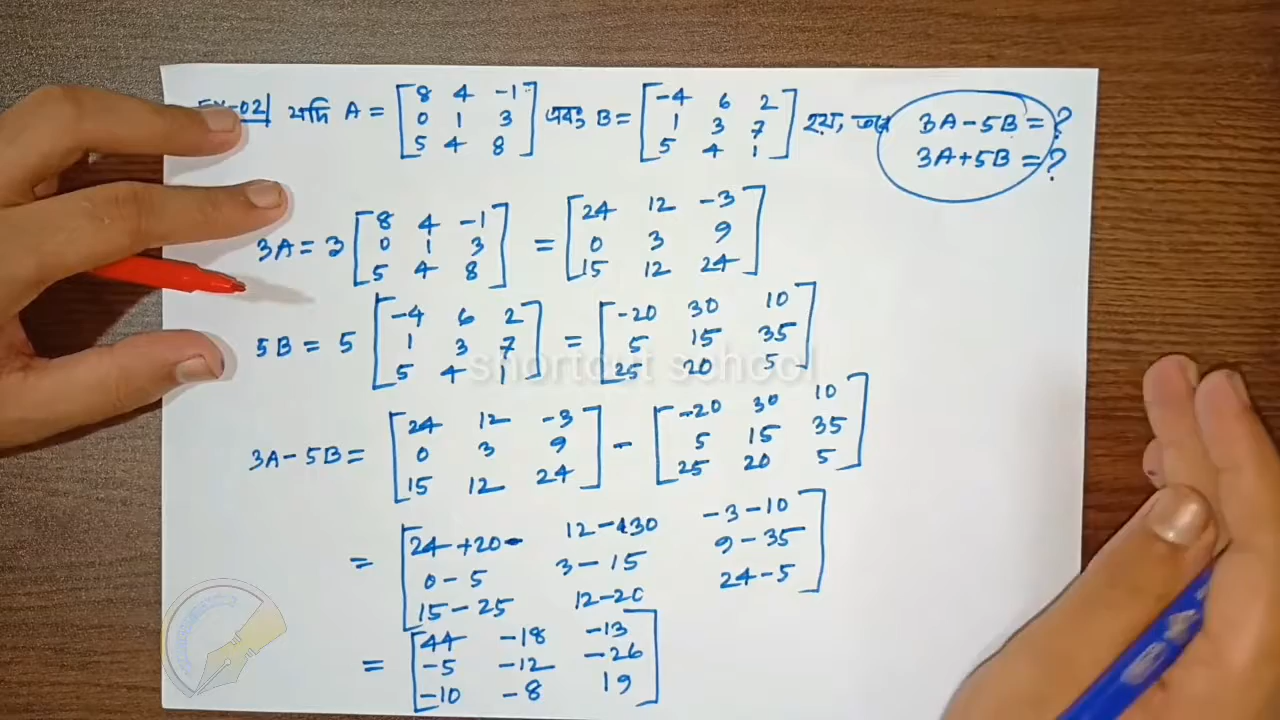 EX-02| যদি A = [8 4 -1; 0 1 3; 5 4 8] এবং B = [-4 6 2; 1 3 7; 5 4 1] হয়, তবে 3A - 5B = ?
3A + 5B = ?
3A = 3 [8 4 -1; 0 1 3; 5 4 8] = [24 12 -3; 0 3 9; 15 12 24]
5B = 5 [-4 6 2; 1 3 7; 5 4 1] = [-20 30 10; 5 15 35; 25 20 5]
shortcut school
3A - 5B = [24 12 -3; 0 3 9; 15 12 24] - [-20 30 10; 5 15 35; 25 20 5]
= [24+20 12-30 -3-10; 0-5 3-15 9-35; 15-25 12-20 24-5]
= [44 -18 -13; -5 -12 -26; -10 -8 19]